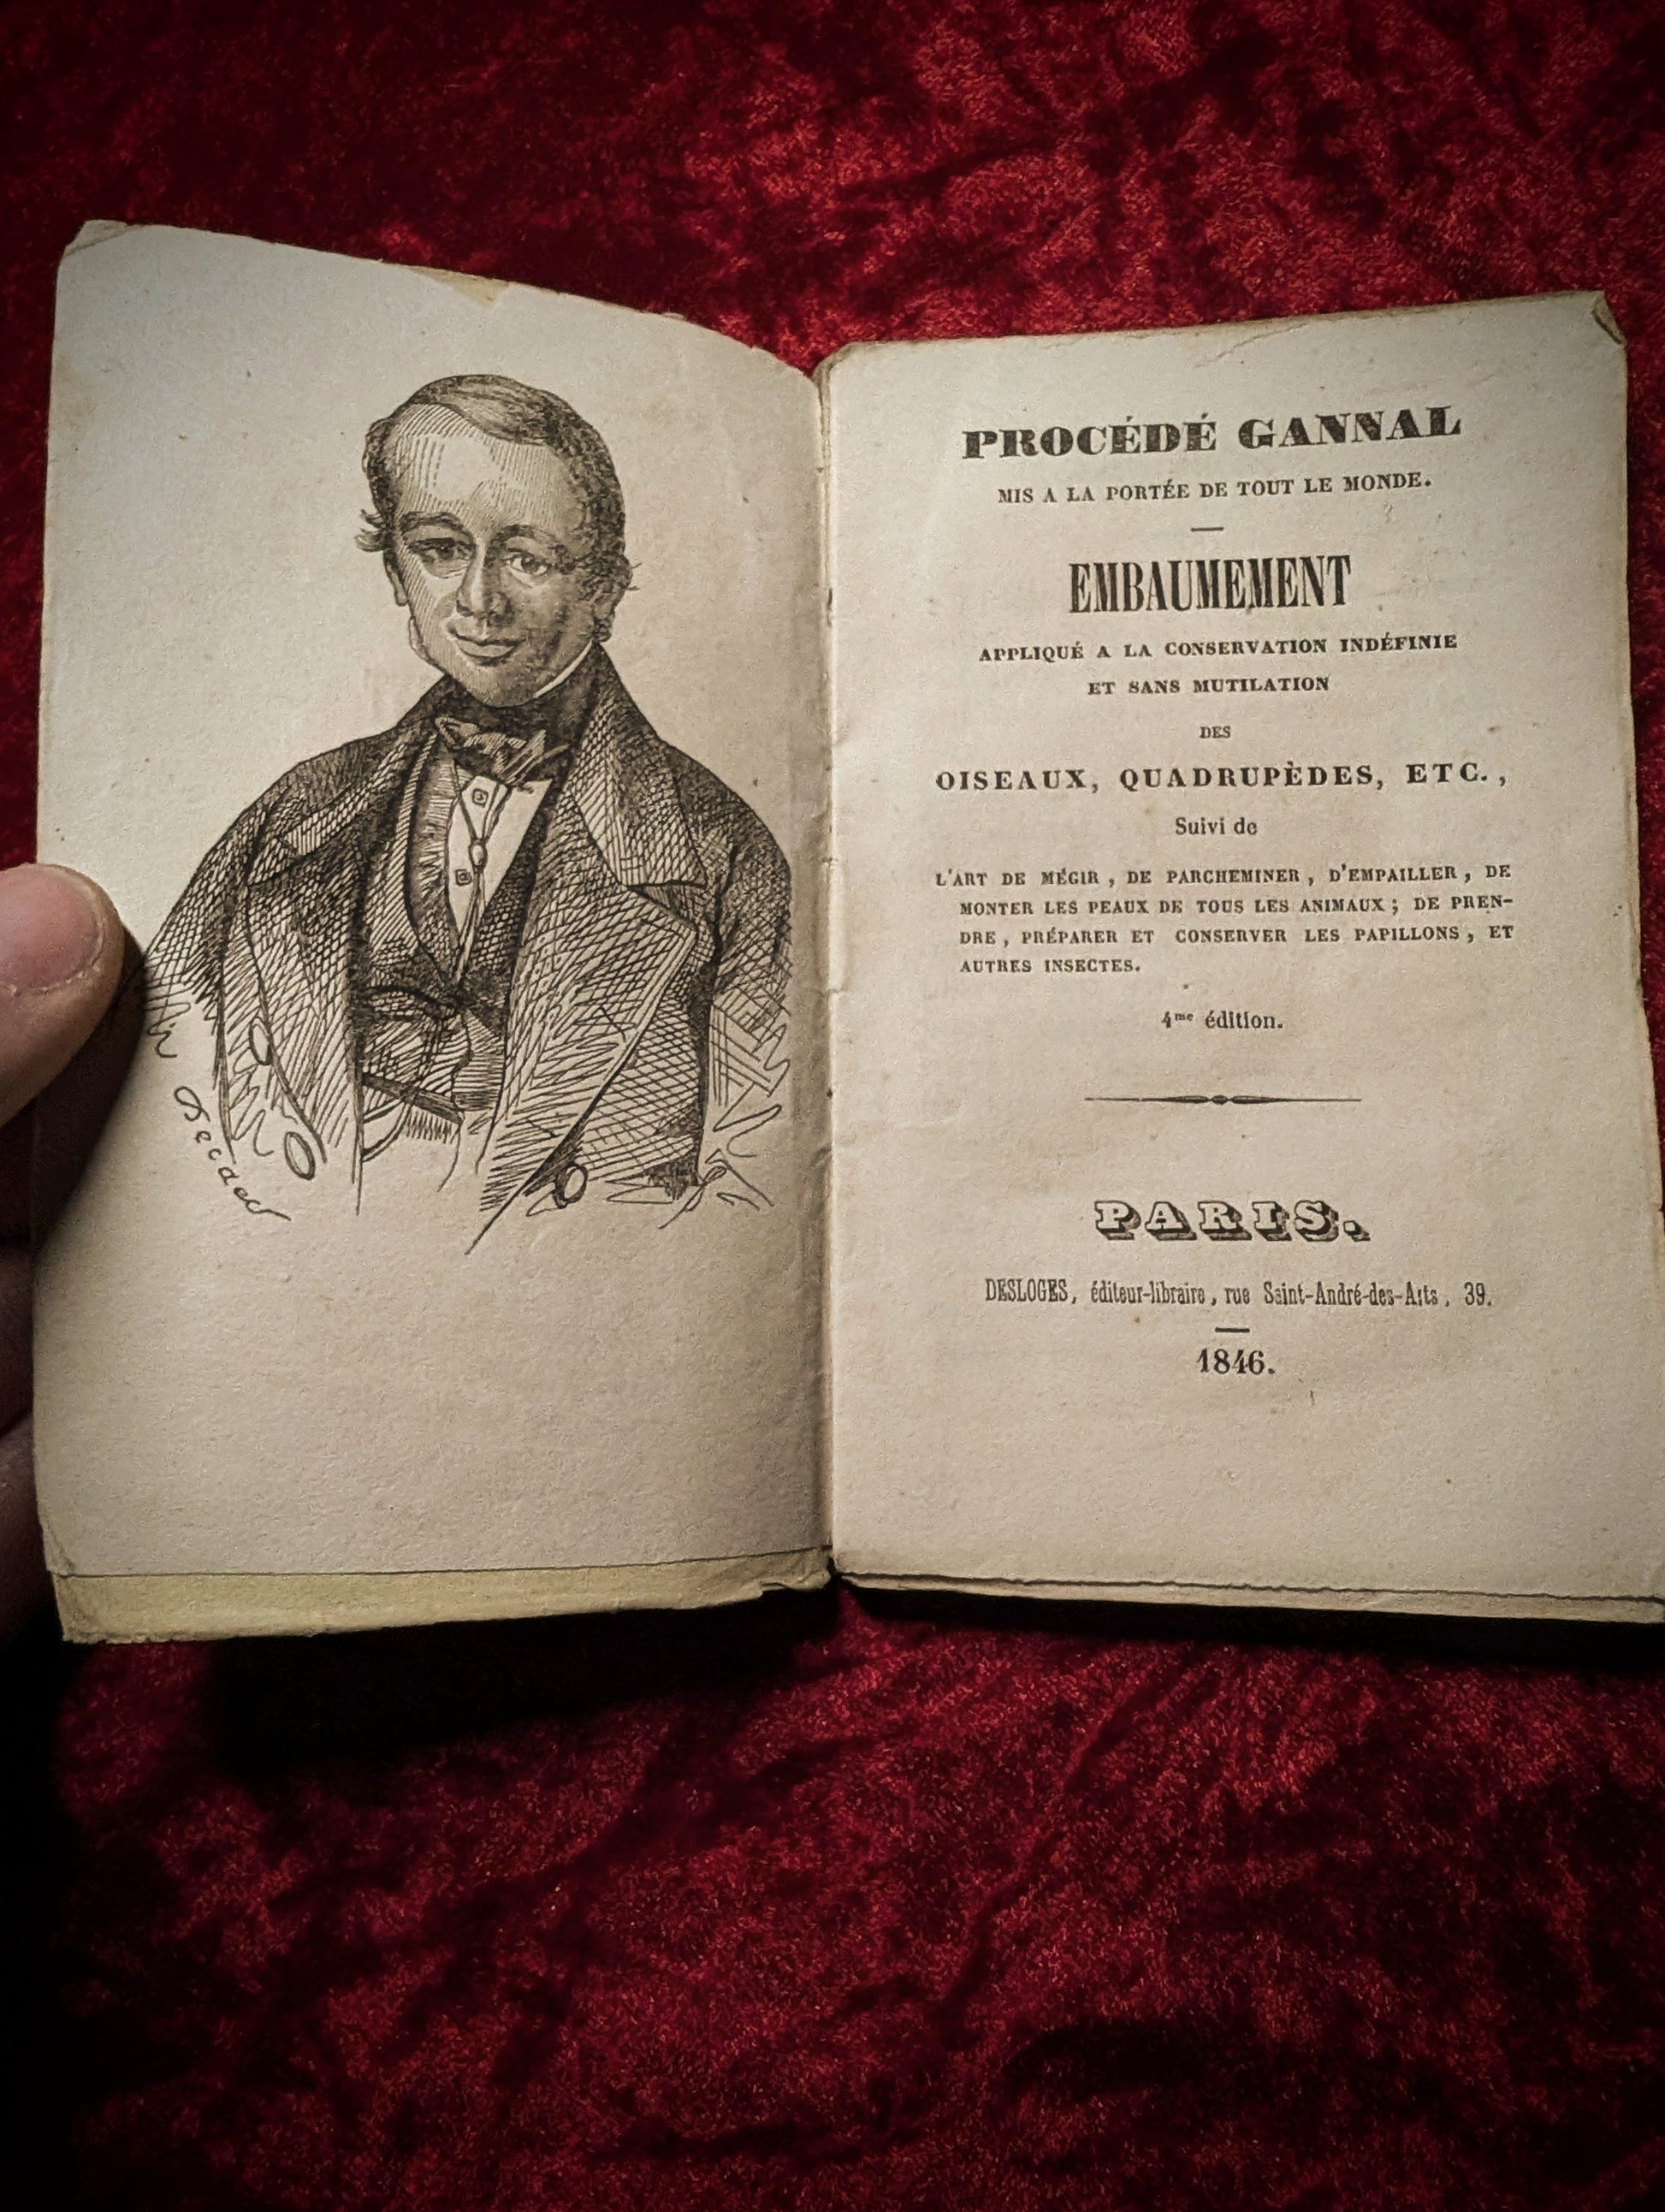 PROCÉDÉ GANNAL
MIS A LA PORTÉE DE TOUT LE MONDE.
EMBAUMEMENT
APPLIQUÉ A LA CONSERVATION INDÉFINIE
ET SANS MUTILATION
DES
OISEAUX, QUADRUPÈDES, ETC.,
Suivi de
L'ART DE MÉGIR, DE PARCHEMINER, D'EMPAILLER, DE
MONTER LES PEAUX DE TOUS LES ANIMAUX; DE PREN-
DRE, PRÉPARER ET CONSERVER LES PAPILLONS, ET
AUTRES INSECTES.
4me édition.
PARIS.
DESLOGES, éditeur-libraire, rue Saint-André-des-Arts, 39.
1846.